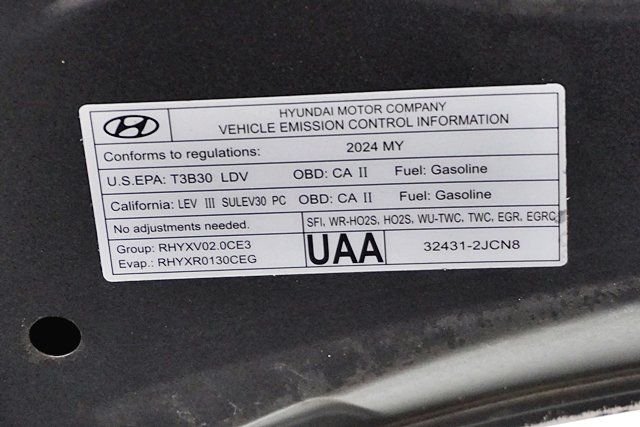 HYUNDAI MOTOR COMPANY
VEHICLE EMISSION CONTROL INFORMATION
Conforms to regulations: 2024 MY
U.S.EPA: T3B30 LDV OBD: CA II Fuel: Gasoline
California: LEV III SULEV30 PC OBD: CA II Fuel: Gasoline
No adjustments needed. SFI, WR-HO2S, HO2S, WU-TWC, TWC, EGR, EGRC
Group: RHYXV02.0CE3
Evap.: RHYXR0130CEG
UAA 32431-2JCN8